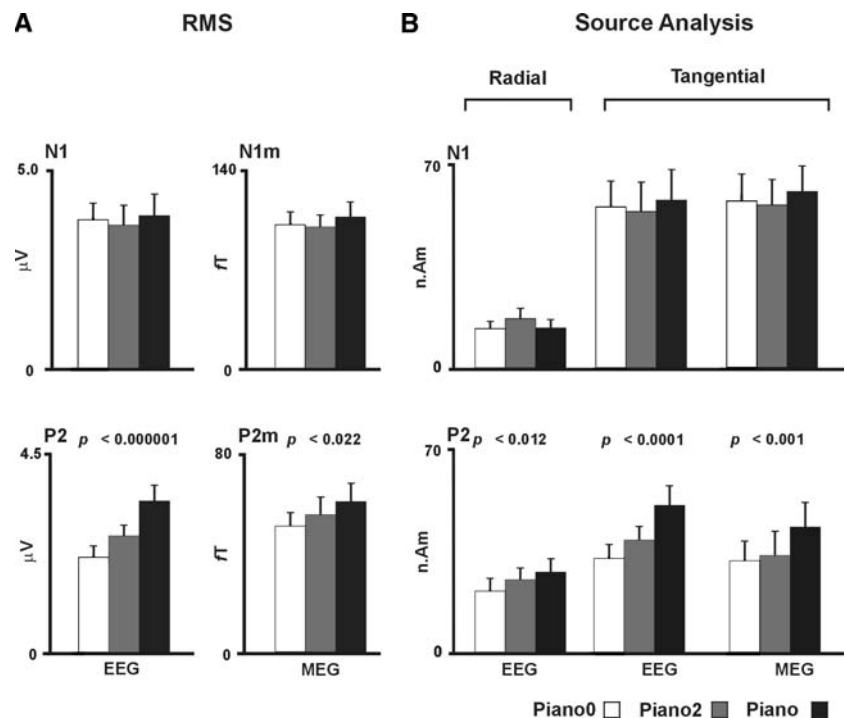 A RMS
B Source Analysis
Radial Tangential
N1
5.0
μV
0
N1m
140
fT
0
N1
70
n.Am
0
P2 p < 0.000001
4.5
μV
0
EEG
P2m p < 0.022
80
fT
0
MEG
P2 p < 0.012 p < 0.0001 p < 0.001
70
n.Am
0
EEG EEG MEG
Piano0 Piano2 Piano